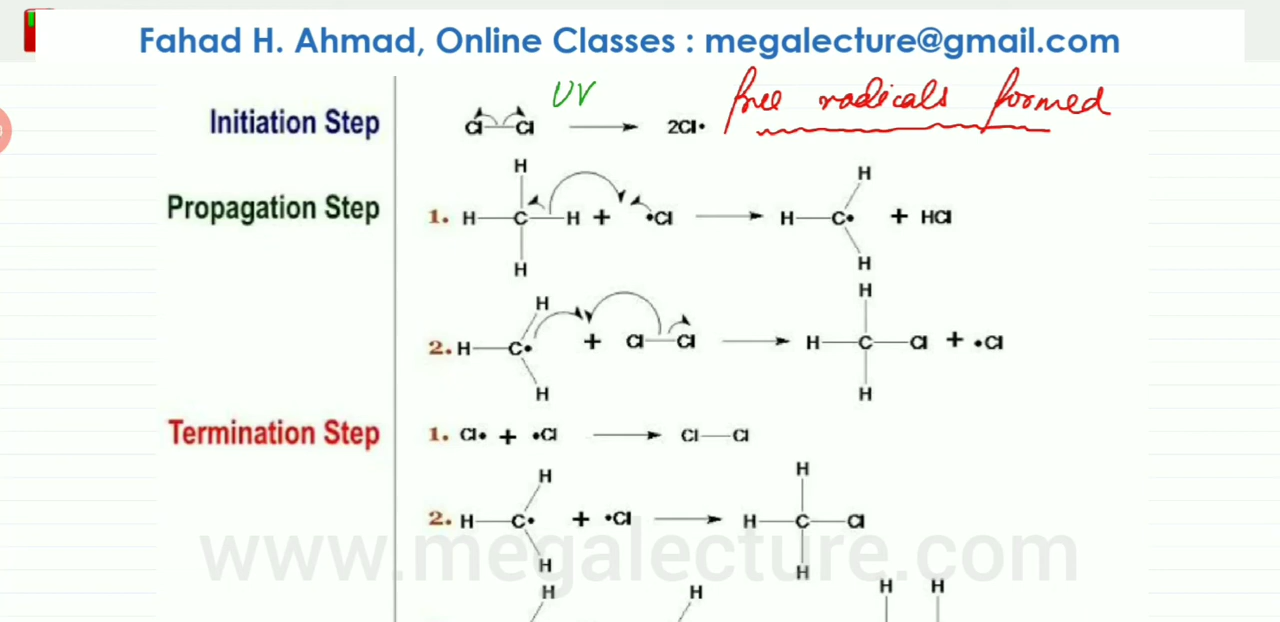 Fahad H. Ahmad, Online Classes : megalecture@gmail.com
UV
free radicals formed
Initiation Step
Cl Cl
2Cl•
H
Propagation Step
1. H C H + •Cl
H C• + HCl
H
H
H
H
H
2. H C• + Cl Cl
H C Cl + •Cl
H
H
Termination Step
1. Cl• + •Cl
Cl Cl
H
H
2. H C• + •Cl
H C Cl
www.megalecture.com
H
H
H
H
H H